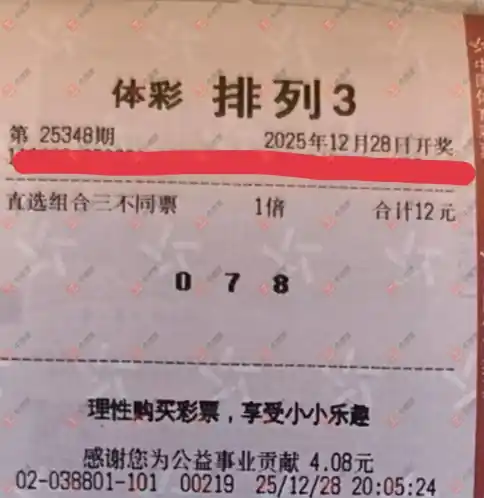 体彩 排列3
第 25348期 2025年12月28日开奖
直选组合三不同票 1倍 合计12元
0 7 8
理性购买彩票，享受小小乐趣
感谢您为公益事业贡献 4.08元
02-038801-101 00219 25/12/28 20:05:24